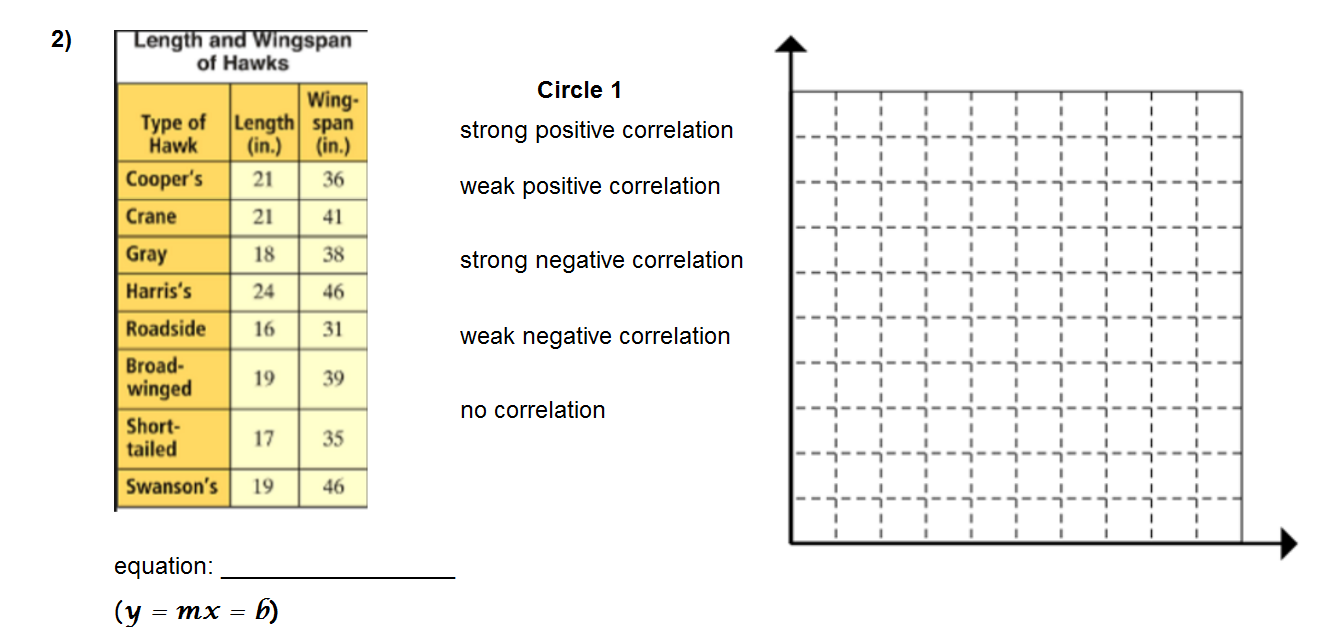 2)
Length and Wingspan
of Hawks
Type of Hawk Length (in.) Wing-span (in.)
Cooper's 21 36
Crane 21 41
Gray 18 38
Harris's 24 46
Roadside 16 31
Broad-winged 19 39
Short-tailed 17 35
Swanson's 19 46
Circle 1
strong positive correlation
weak positive correlation
strong negative correlation
weak negative correlation
no correlation
equation: __________________
(y = mx = b)